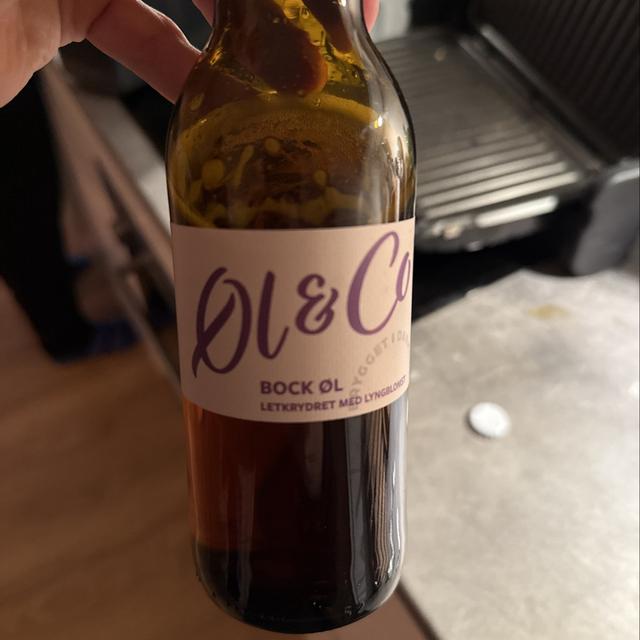 Øl & Co
BOCK ØL
LETKRYDRET MED LYNGBLOMST